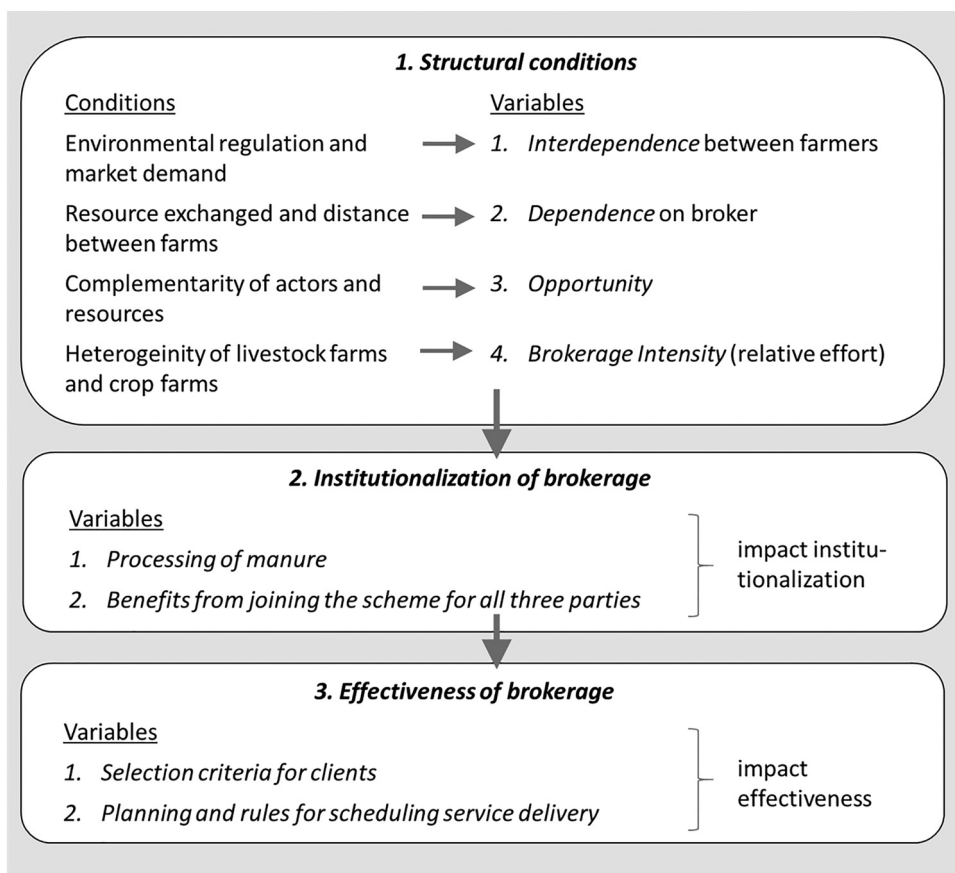 1. Structural conditions
Conditions
Variables
Environmental regulation and
market demand
1. Interdependence between farmers
Resource exchanged and distance
between farms
2. Dependence on broker
Complementarity of actors and
resources
3. Opportunity
Heterogeinity of livestock farms
and crop farms
4. Brokerage Intensity (relative effort)
2. Institutionalization of brokerage
Variables
1. Processing of manure
2. Benefits from joining the scheme for all three parties
impact institu-
tionalization
3. Effectiveness of brokerage
Variables
1. Selection criteria for clients
2. Planning and rules for scheduling service delivery
impact
effectiveness